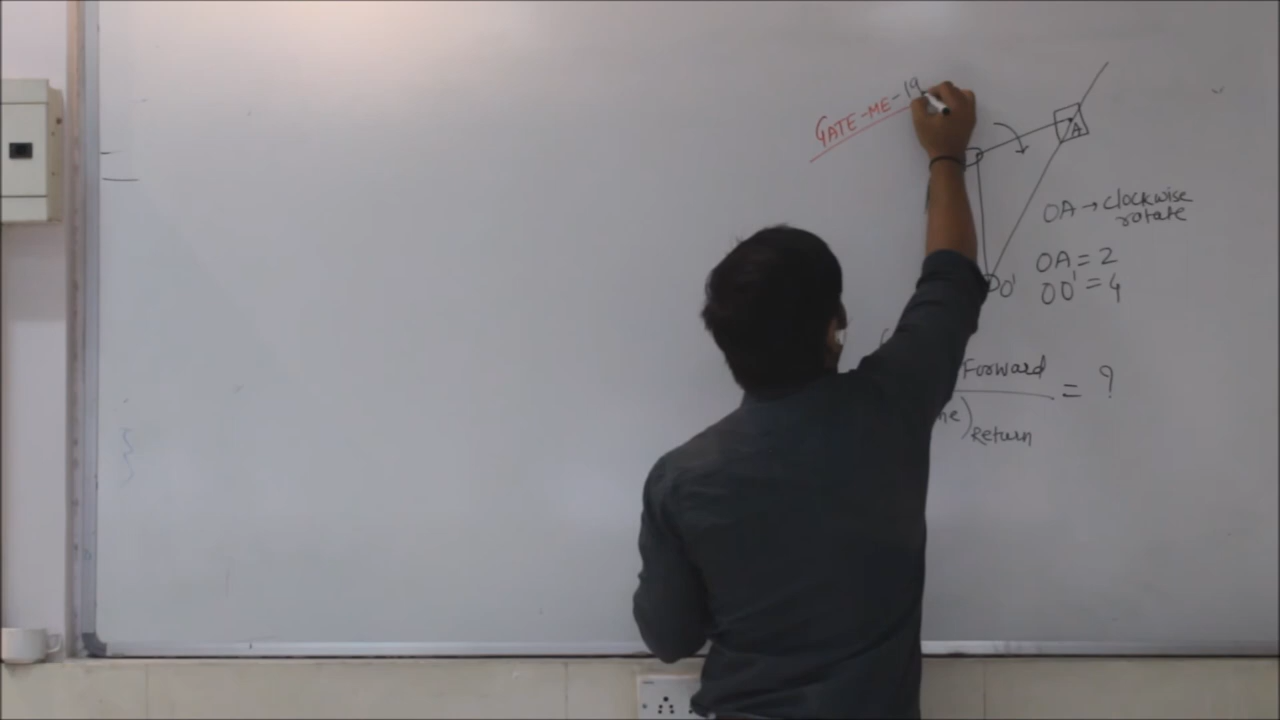 GATE-ME-19
A
OA → clockwise
rotate
O'
OA = 2
OO' = 4
Forward
= ?
Return